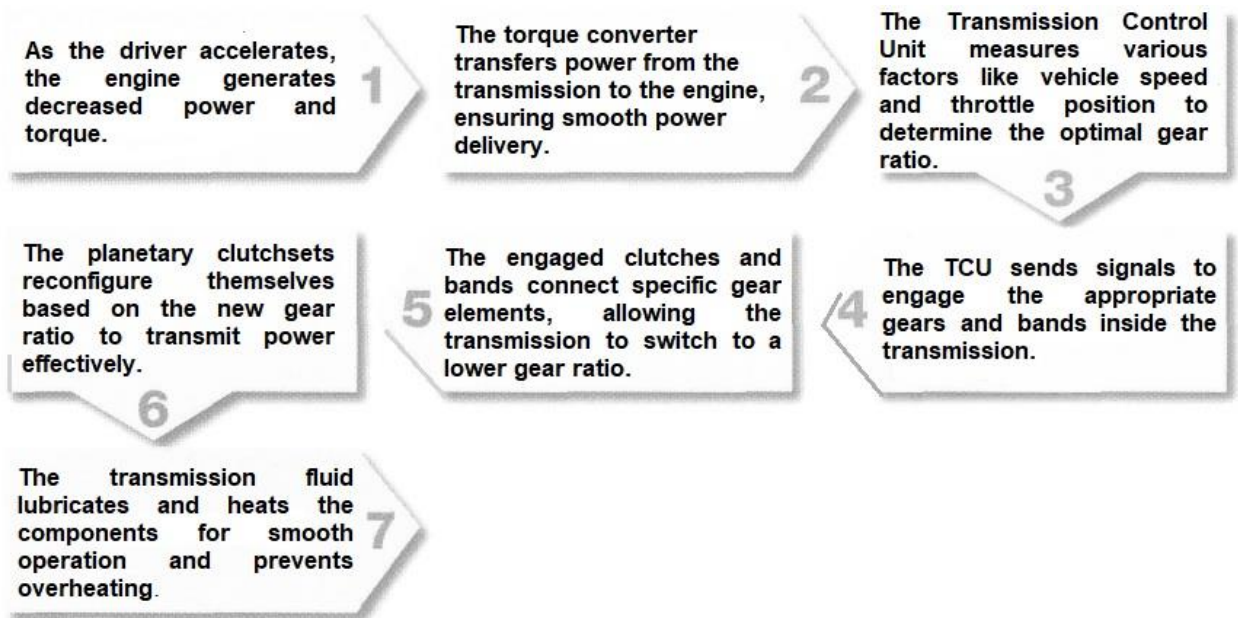 As the driver accelerates,
the engine generates
decreased power and
torque.
1
The torque converter
transfers power from the
transmission to the engine,
ensuring smooth power
delivery.
2
The Transmission Control
Unit measures various
factors like vehicle speed
and throttle position to
determine the optimal gear
ratio.
3
The TCU sends signals to
engage the appropriate
gears and bands inside the
transmission.
4
The engaged clutches and
bands connect specific gear
elements, allowing the
transmission to switch to a
lower gear ratio.
5
The planetary clutchsets
reconfigure themselves
based on the new gear
ratio to transmit power
effectively.
6
The transmission fluid
lubricates and heats the
components for smooth
operation and prevents
overheating.
7